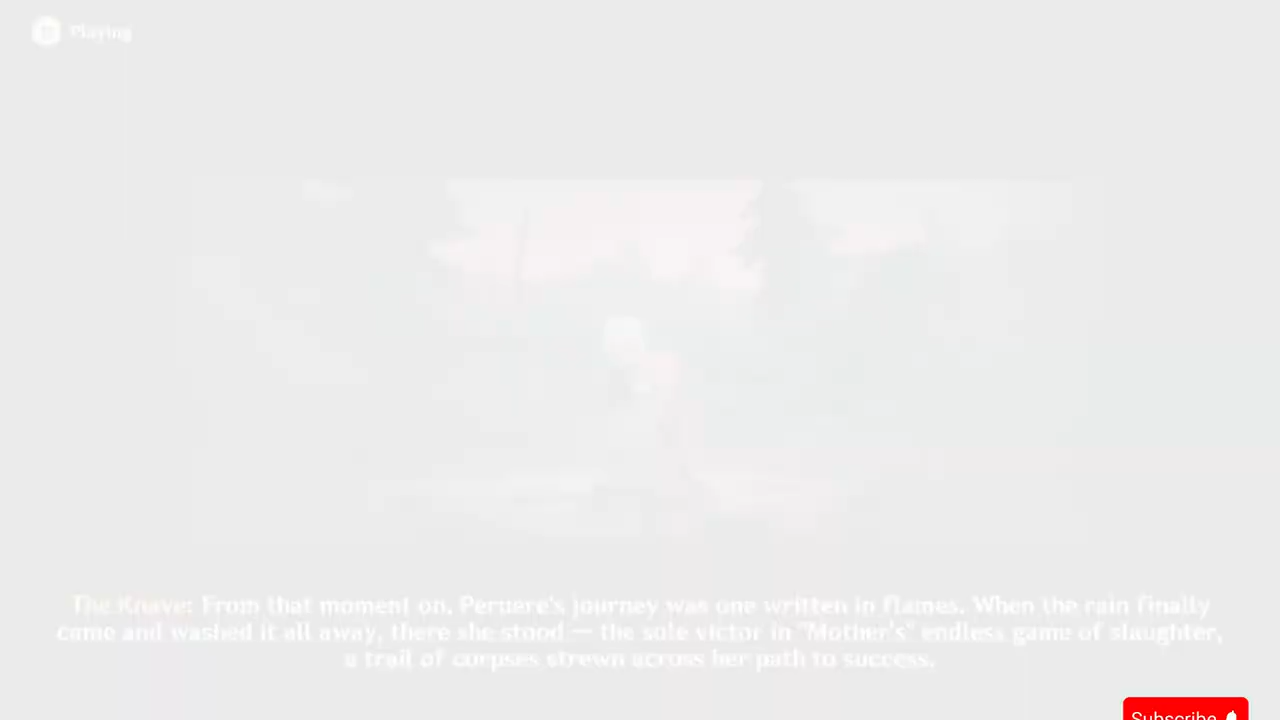 Playing
The Knave: From that moment on, Peruere's journey was one written in flames. When the rain finally
came and washed it all away, there she stood — the sole victor in "Mother's" endless game of slaughter,
a trail of corpses strewn across her path to success.
Subscribe